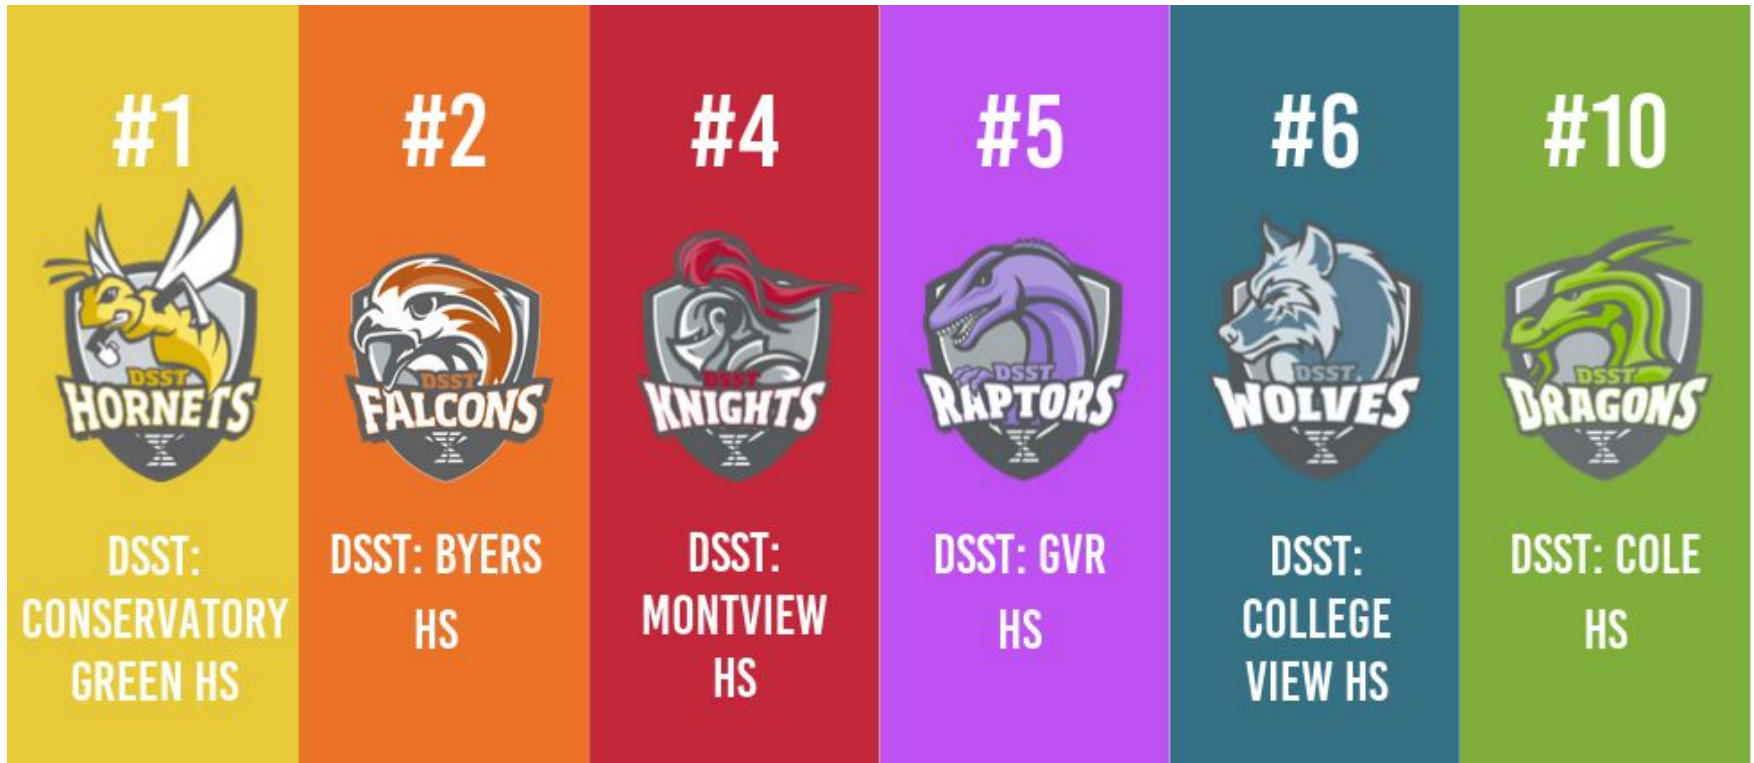 #1
DSST
HORNETS
DSST:
CONSERVATORY
GREEN HS
#2
DSST
FALCONS
DSST: BYERS
HS
#4
DSST
KNIGHTS
DSST:
MONTVIEW
HS
#5
DSST
RAPTORS
DSST: GVR
HS
#6
DSST
WOLVES
DSST:
COLLEGE
VIEW HS
#10
DSST
DRAGONS
DSST: COLE
HS